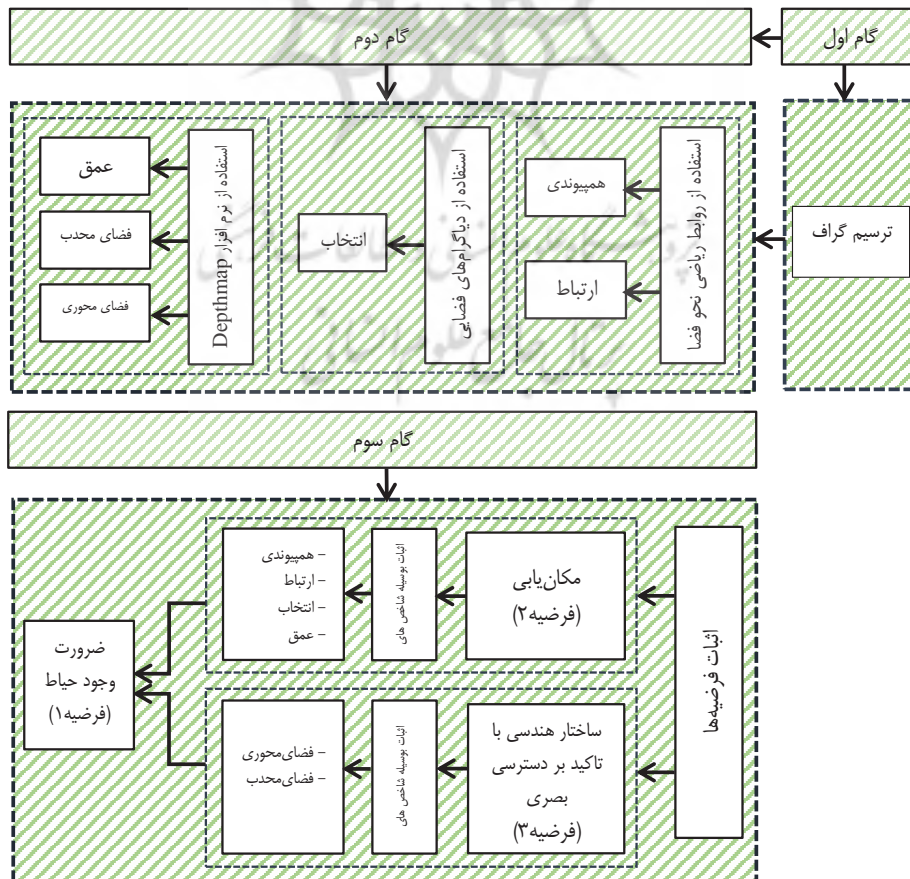 گام اول
گام دوم
ترسیم گراف
استفاده از روابط ریاضی نحو فضا
همپیوندی
ارتباط
استفاده از دیاگرام‌های فضایی
انتخاب
استفاده از نرم افزار Depthmap
عمق
فضای محدب
فضای محوری
گام سوم
اثبات فرضیه‌ها
مکان‌یابی
(فرضیه۲)
اثبات بوسیله شاخص های
- همپیوندی
- ارتباط
- انتخاب
- عمق
ساختار هندسی با
تاکید بر دسترسی
بصری
(فرضیه۳)
اثبات بوسیله شاخص های
- فضای‌محوری
- فضای‌محدب
ضرورت
وجود حیاط
(فرضیه۱)